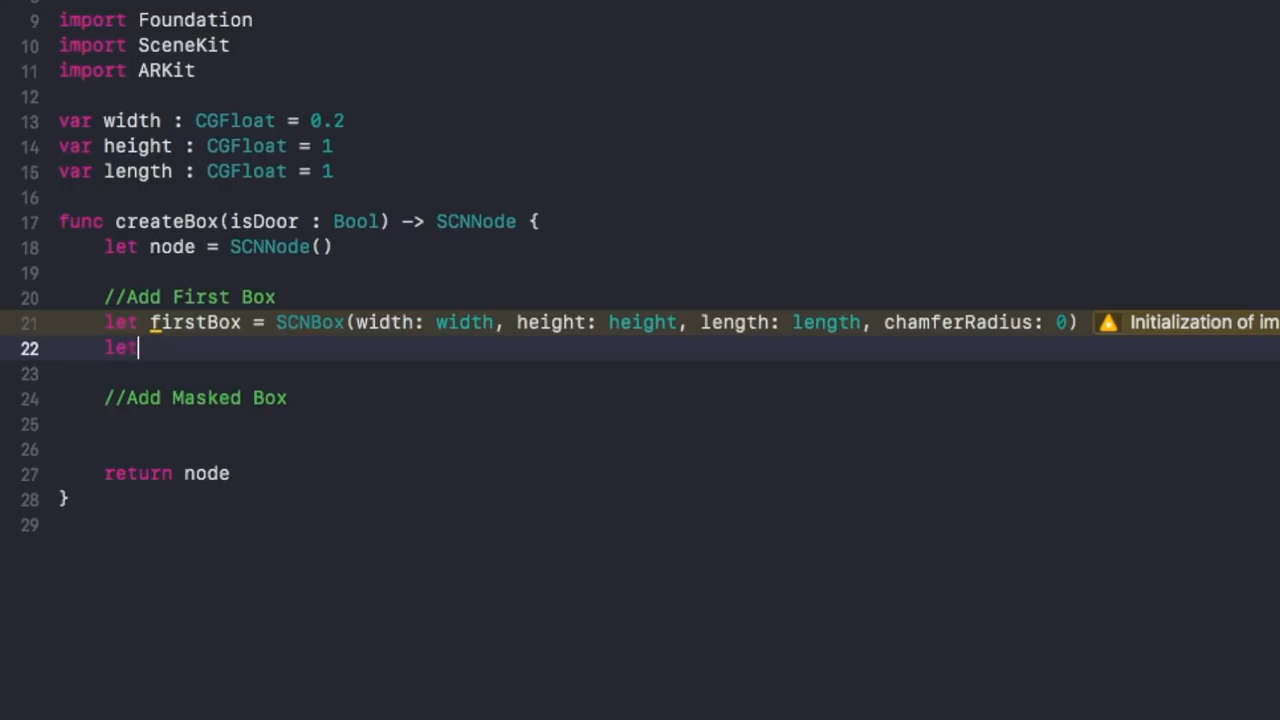 9 import Foundation
10 import SceneKit
11 import ARKit
12
13 var width : CGFloat = 0.2
14 var height : CGFloat = 1
15 var length : CGFloat = 1
16
17 func createBox(isDoor : Bool) -> SCNNode {
18 let node = SCNNode()
19
20 //Add First Box
21 let firstBox = SCNBox(width: width, height: height, length: length, chamferRadius: 0) Initialization of im
22 let
23
24 //Add Masked Box
25
26
27 return node
28 }
29